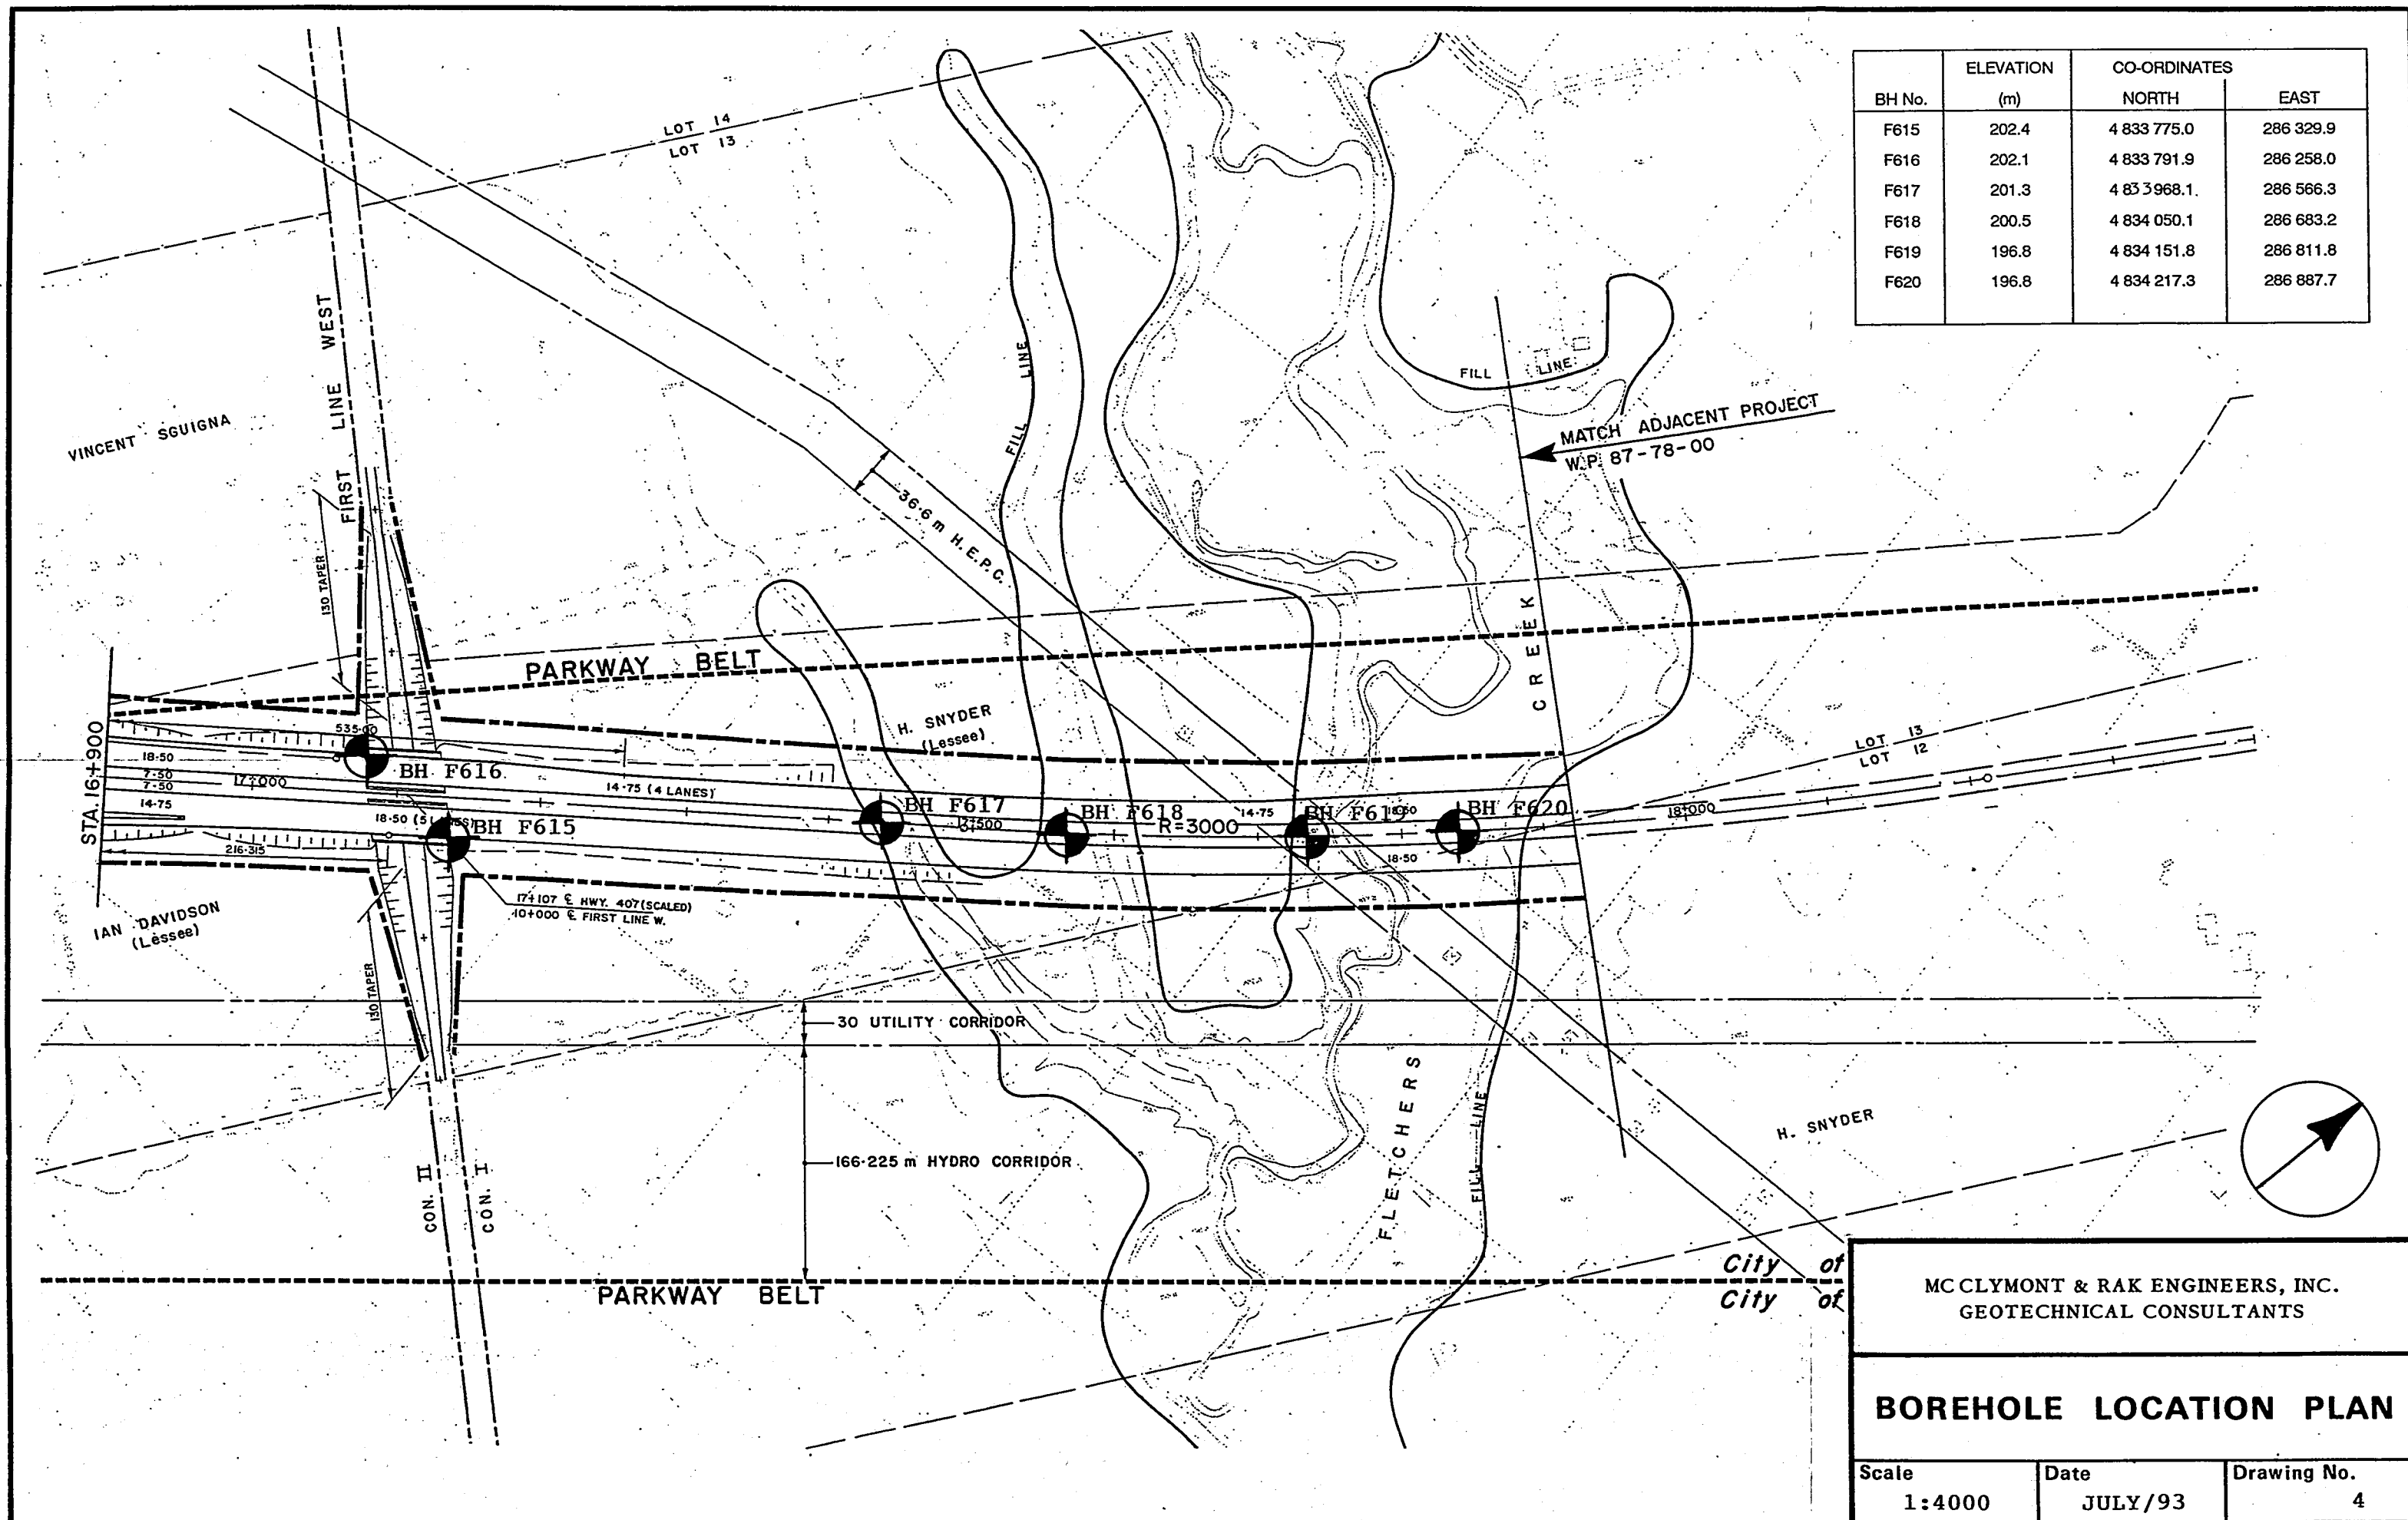 BH No. ELEVATION (m) CO-ORDINATES NORTH EAST
F615 202.4 4 833 775.0 286 329.9
F616 202.1 4 833 791.9 286 258.0
F617 201.3 4 833968.1. 286 566.3
F618 200.5 4 834 050.1 286 683.2
F619 196.8 4 834 151.8 286 811.8
F620 196.8 4 834 217.3 286 887.7
LOT 14
LOT 13
FIRST LINE WEST
VINCENT SGUIGNA
130 TAPER
FILL LINE
FILL LINE
MATCH ADJACENT PROJECT
W.P. 87-78-00
36.6 m H.E.P.C.
CREEK
PARKWAY BELT
H. SNYDER
(Lessee)
LOT 13
LOT 12
STA. 16+900
535.00
18.50
7.50
7.50
17+000
14.75
BH F616
14.75 (4 LANES)
18.50 (5 LANES)
BH F615
216.315
BH F617
17+500
BH F618
R=3000
14.75
BH F619
18.50
BH F620
18.50
18+000
17+107 ℄ HWY. 407 (SCALED)
10+000 ℄ FIRST LINE W.
IAN DAVIDSON
(Lessee)
130 TAPER
30 UTILITY CORRIDOR
166.225 m HYDRO CORRIDOR
FLETCHERS
FILL LINE
H. SNYDER
CON. II
CON. I
PARKWAY BELT
City of
City of
MC CLYMONT & RAK ENGINEERS, INC.
GEOTECHNICAL CONSULTANTS
BOREHOLE LOCATION PLAN
Scale
1:4000
Date
JULY/93
Drawing No.
4